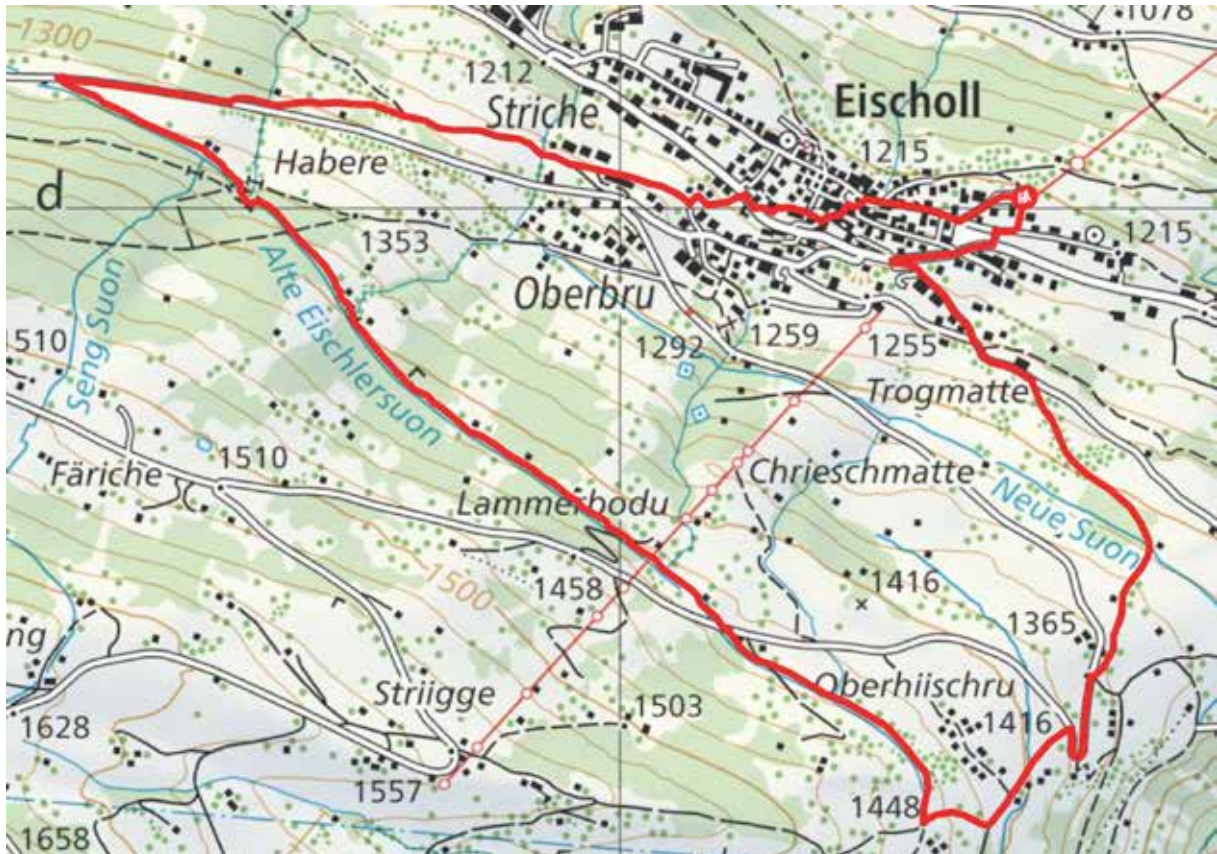 1300
1078
1212
Striche
Eischoll
1215
Habere
d
1353
1215
Oberbru
Alte Eischlersuon
Seng Suon
1510
1259
1292
1255
Trogmatte
Färiche
1510
Chrieschmatte
Lammerbodu
Neue Suon
1500
1458
1416
1365
ng
Striigge
Oberhiischru
1503
1416
1628
1557
1448
1658